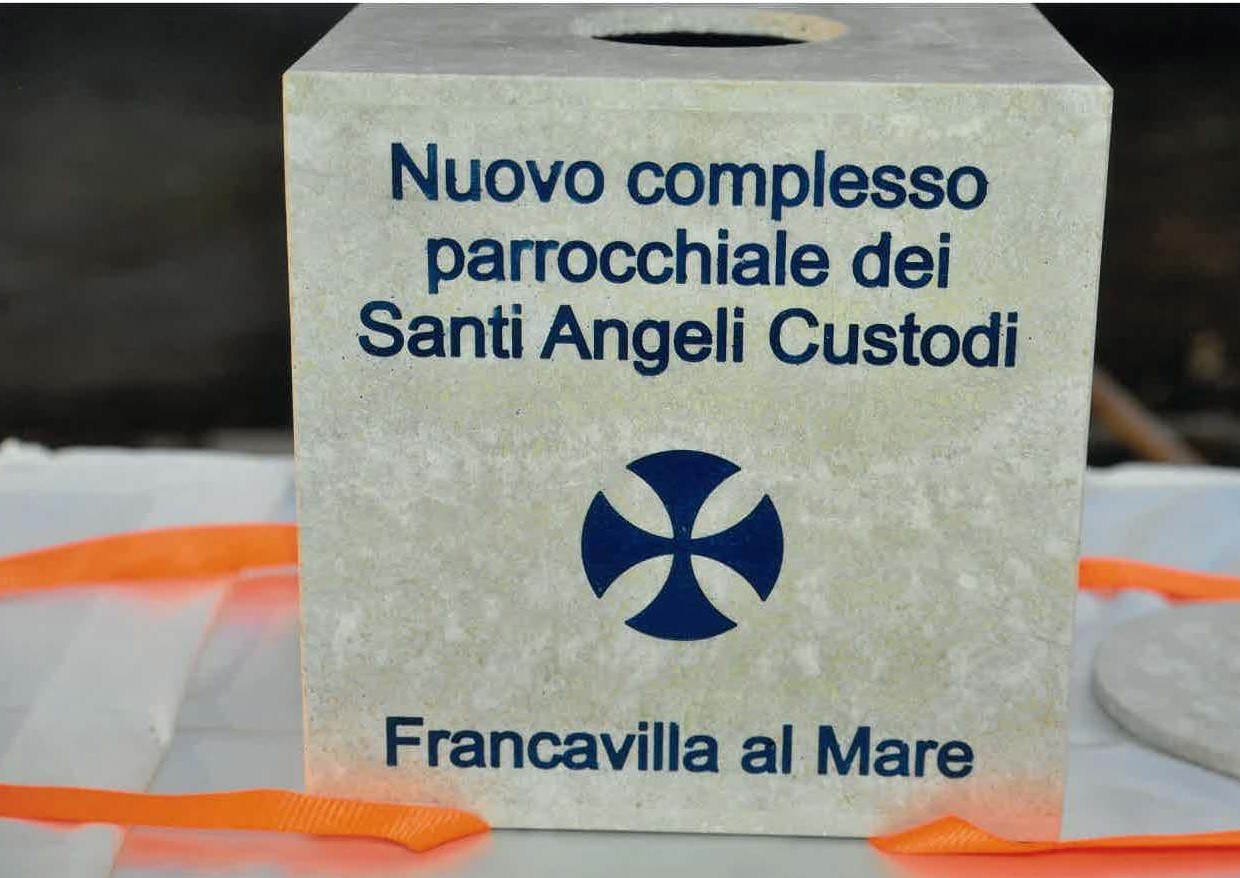 Nuovo complesso
parrocchiale dei
Santi Angeli Custodi
Francavilla al Mare